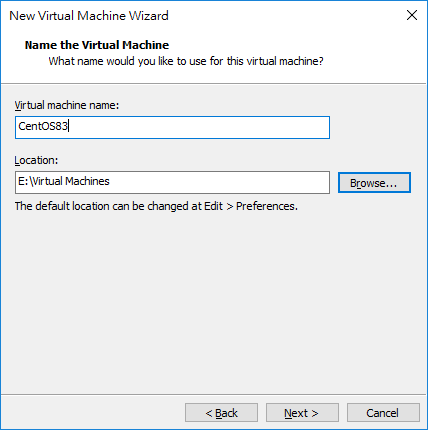 New Virtual Machine Wizard
Name the Virtual Machine
What name would you like to use for this virtual machine?
Virtual machine name:
CentOS83
Location:
E:\Virtual Machines
Browse...
The default location can be changed at Edit > Preferences.
< Back
Next >
Cancel